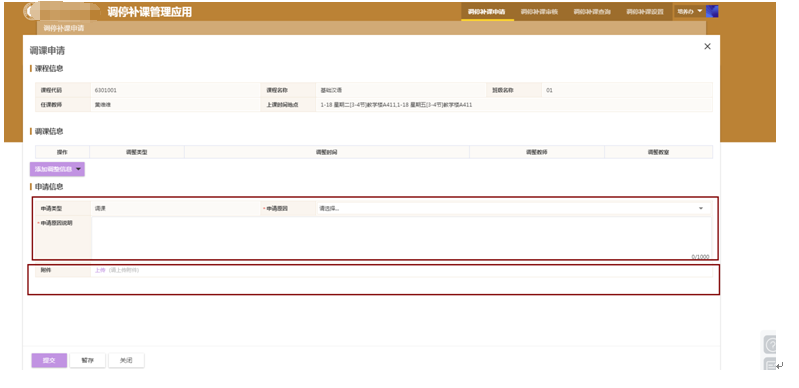 调停补课管理应用
调停补课申请 调停补课审核 调停补课查询 调停补课设置
调停补课申请
调课申请
课程信息
课程代码 6301001 课程名称 基础汉语 班级名称 01
任课教师 上课时间地点 1-18 星期二[3-4节]教学楼A411,1-18 星期五[3-4节]教学楼A411
调课信息
操作 调整类型 调整时间 调整教师 调整教室
添加调整信息
申请信息
申请类型 调课 * 申请原因 请选择...
* 申请原因说明
0/1000
附件 上传 (请上传附件)
提交 暂存 关闭